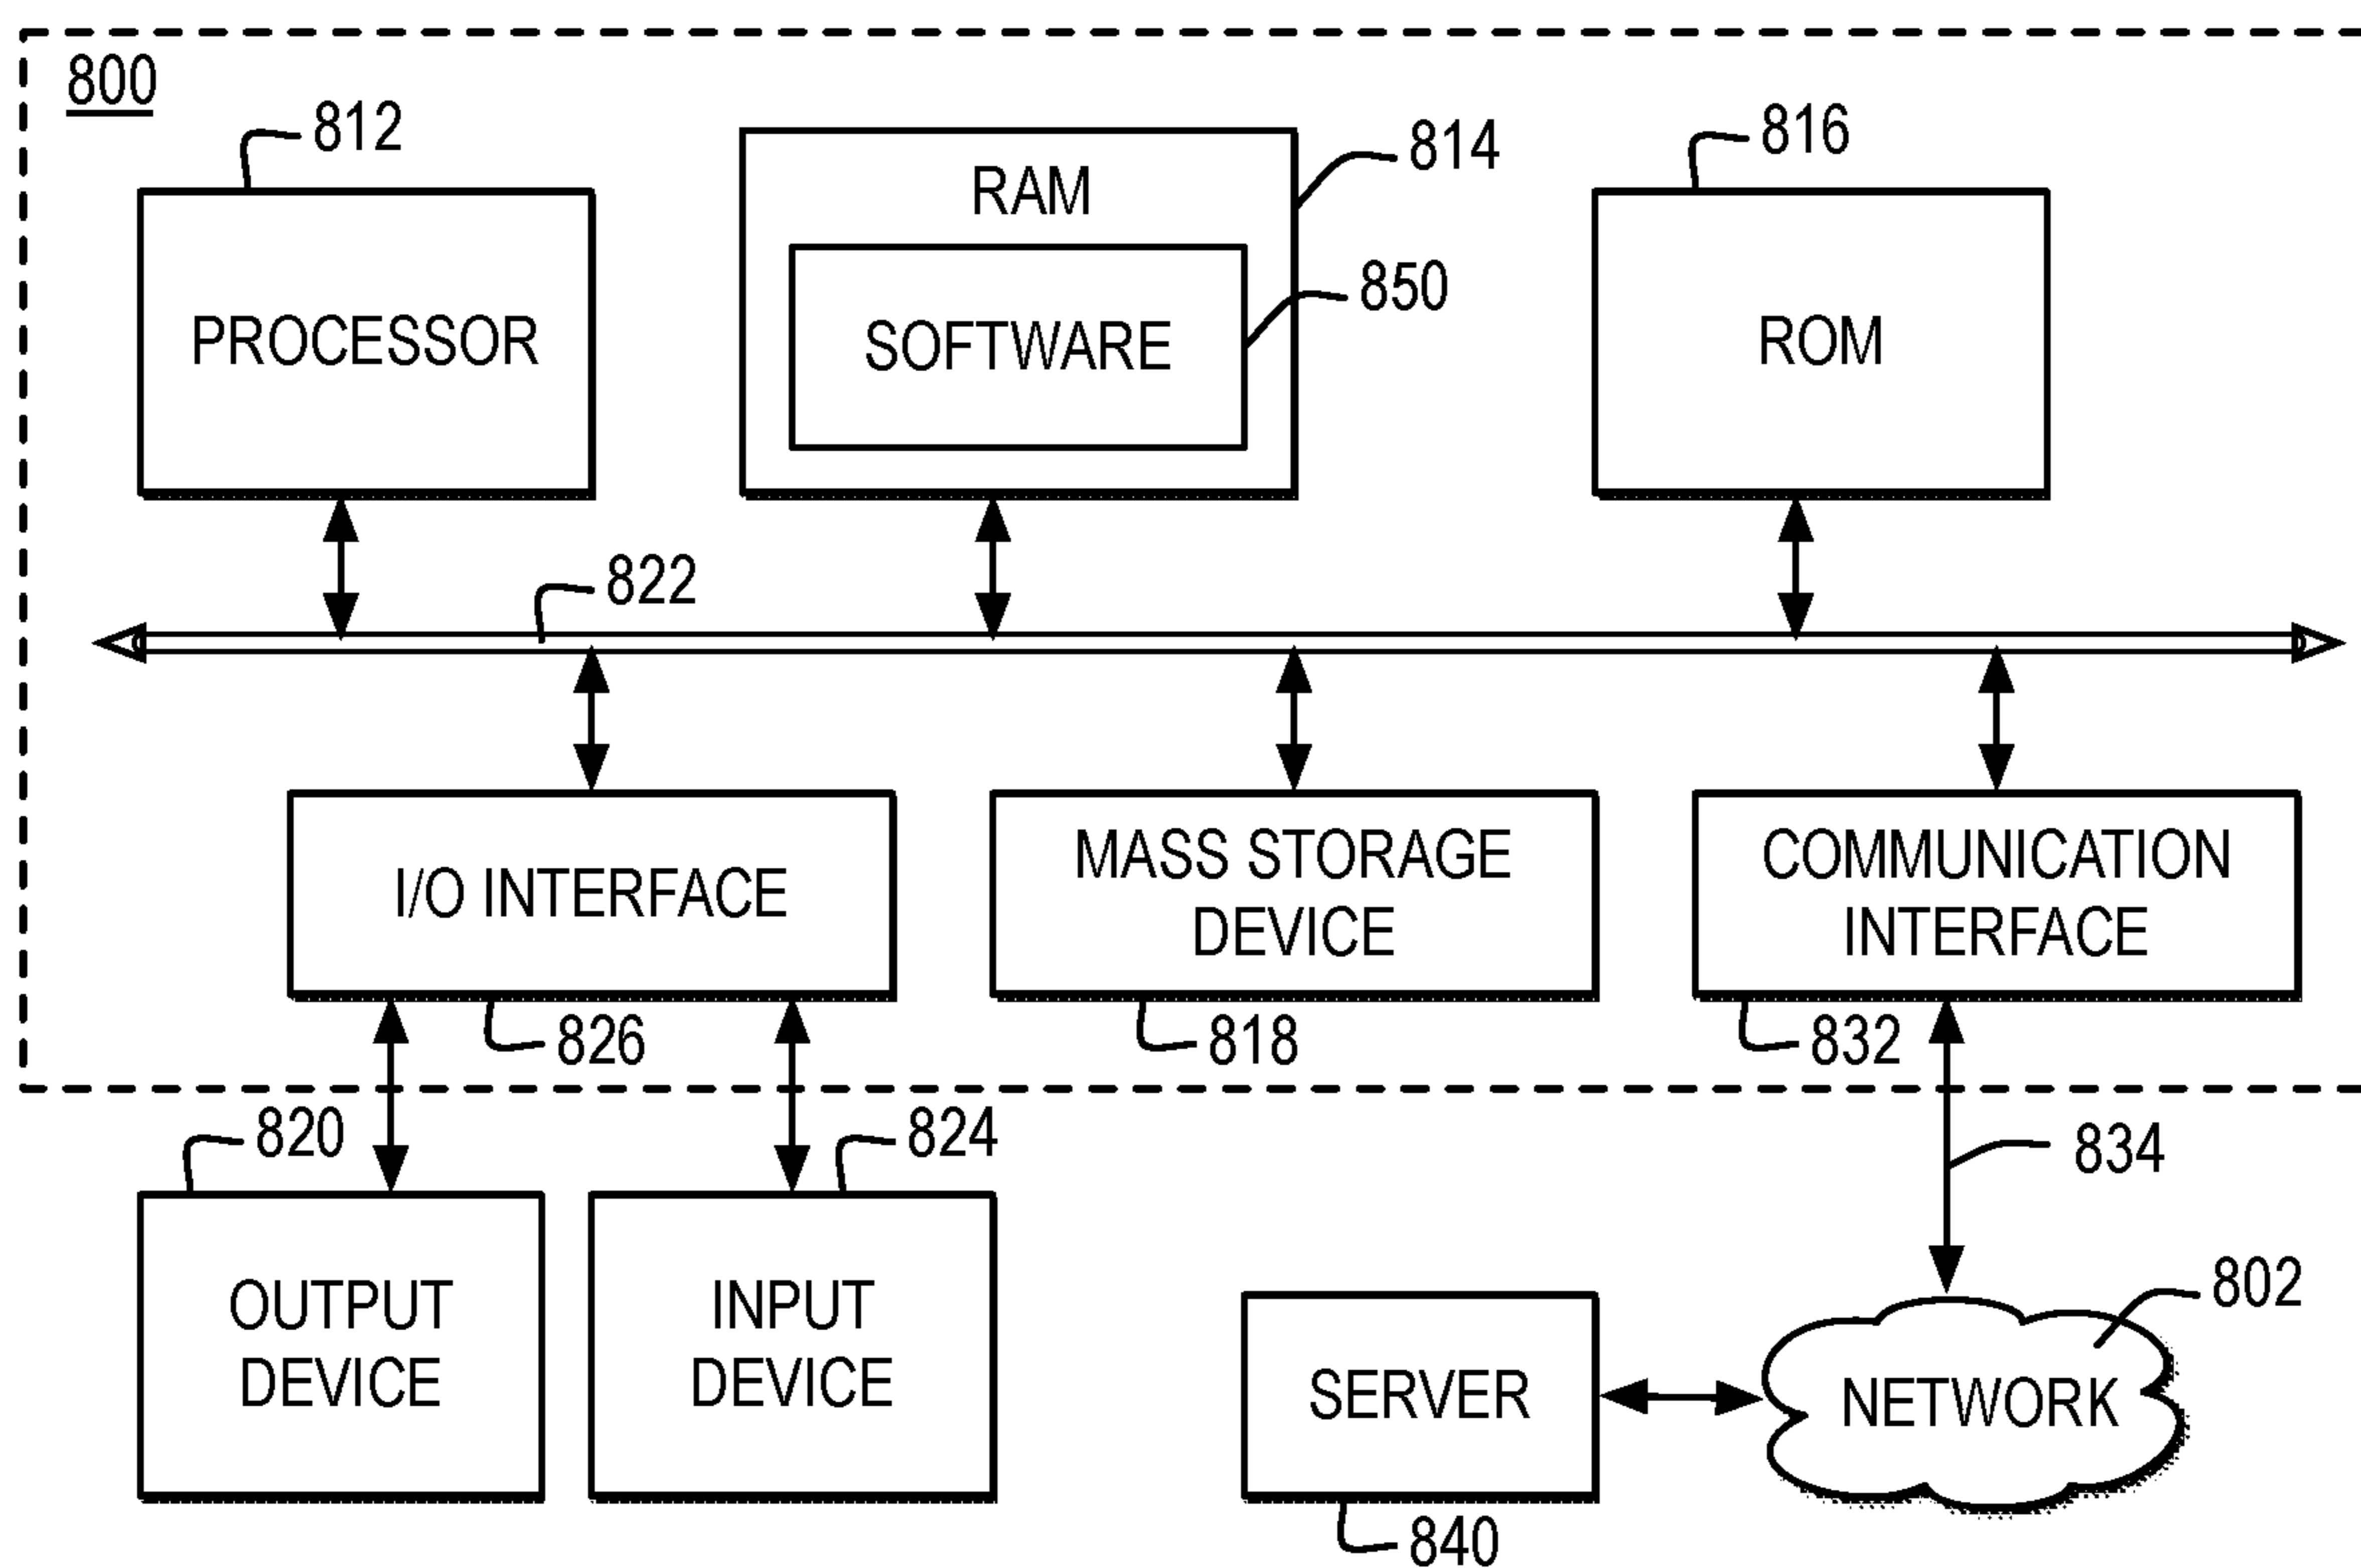 800
812
814
816
RAM
850
PROCESSOR
SOFTWARE
ROM
822
I/O INTERFACE
MASS STORAGE
DEVICE
COMMUNICATION
INTERFACE
826
818
832
820
824
834
OUTPUT
DEVICE
INPUT
DEVICE
802
SERVER
NETWORK
840